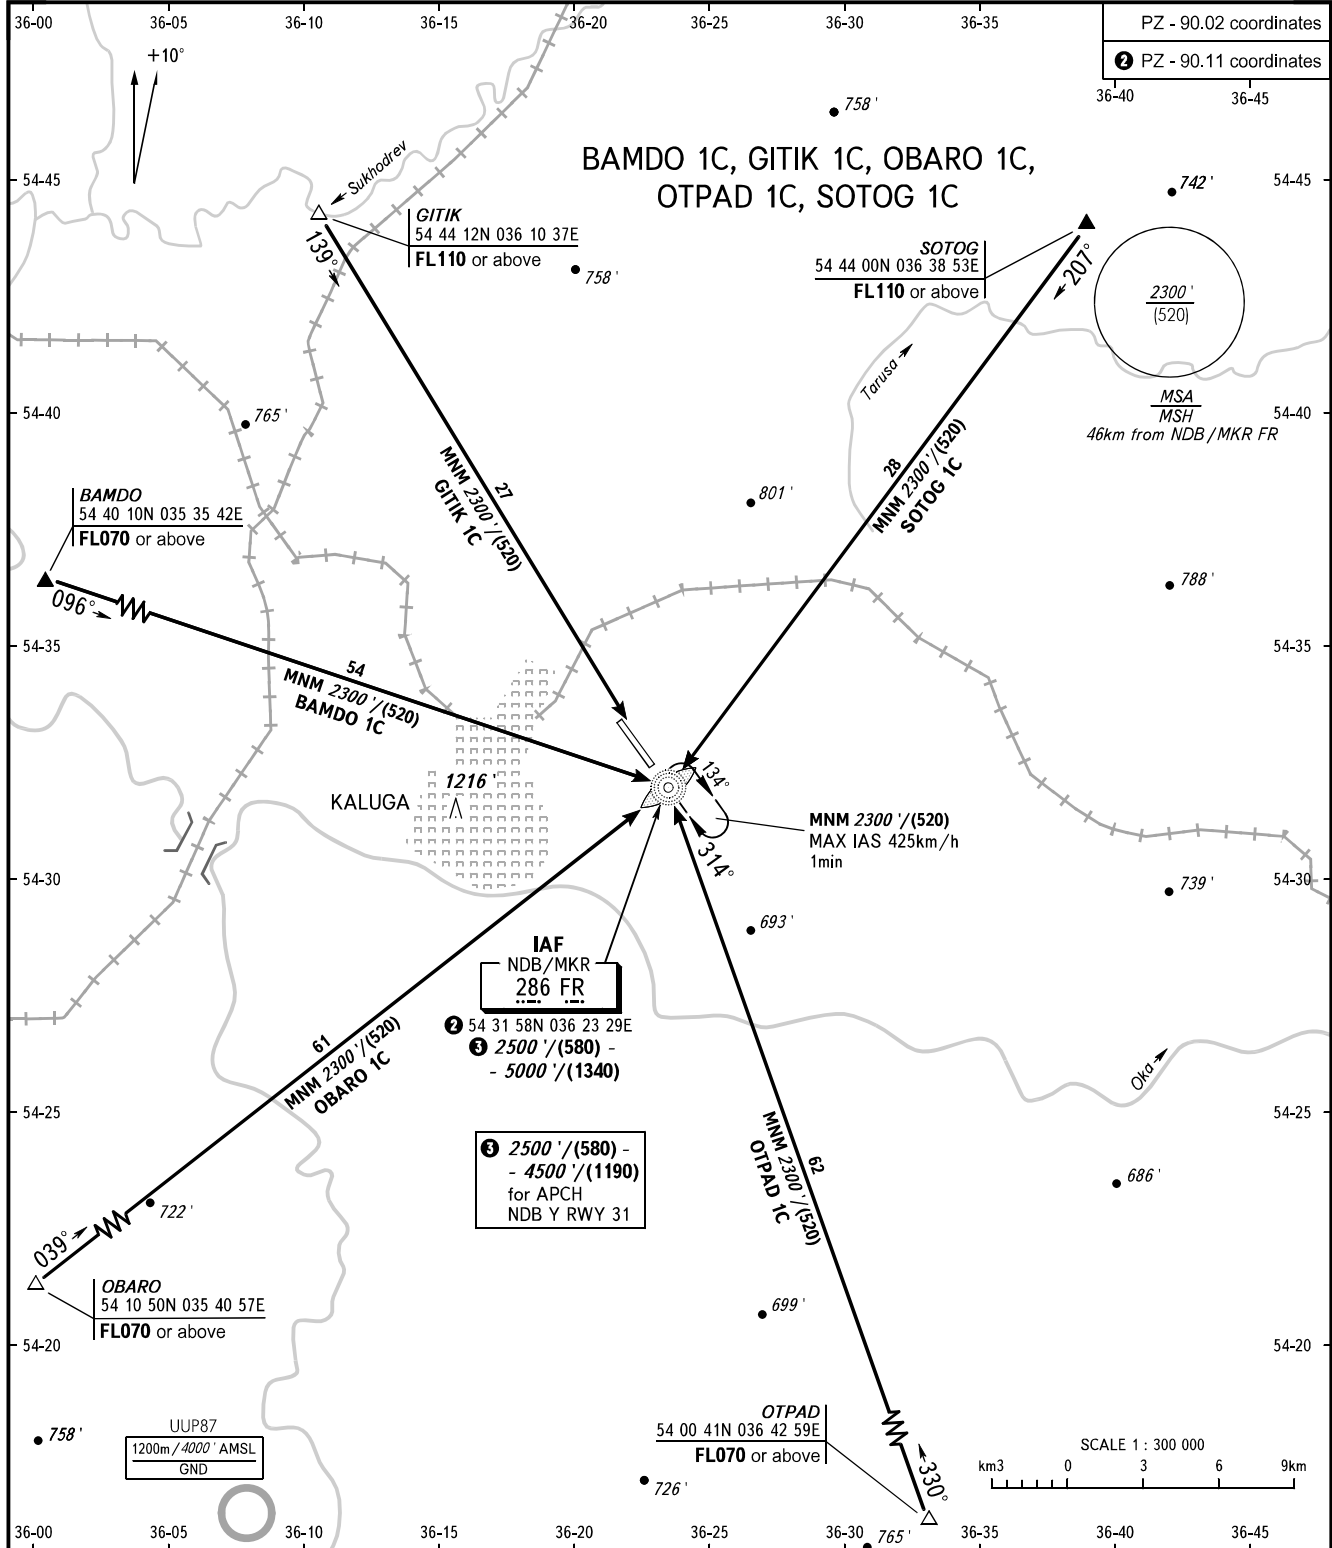 36-00
36-05
36-10
36-20
36-30
36-35
PZ - 90.02 coordinates
❷ PZ - 90.11 coordinates
36-40
36-45
+10°
758 '
BAMDO 1C, GITIK 1C, OBARO 1C,
OTPAD 1C, SOTOG 1C
Sukhodrev
54-45
54-45
742 '
GITIK
54 44 12N 036 10 37E
FL110 or above
139°
758 '
SOTOG
54 44 00N 036 38 53E
FL110 or above
207°
2300 '
(520)
Tarusa
MSA
MSH
46km from NDB/MKR FR
54-40
54-40
765 '
27
MNM 2300 '/(520)
GITIK 1C
28
MNM 2300 '/(520)
SOTOG 1C
801 '
BAMDO
54 40 10N 035 35 42E
FL070 or above
096°
788 '
54-35
54-35
54
MNM 2300 '/(520)
BAMDO 1C
1216 '
KALUGA
134°
314°
MNM 2300 '/(520)
MAX IAS 425km/h
1min
54-30
54-30
739 '
693 '
IAF
NDB/MKR
286 FR
❷ 54 31 58N 036 23 29E
❸ 2500 '/(580) -
- 5000 '/(1340)
61
MNM 2300 '/(520)
OBARO 1C
Oka
54-25
54-25
❸ 2500 '/(580) -
- 4500 '/(1190)
for APCH
NDB Y RWY 31
62
MNM 2300 '/(520)
OTPAD 1C
686 '
722 '
039°
OBARO
54 10 50N 035 40 57E
FL070 or above
699 '
54-20
54-20
OTPAD
54 00 41N 036 42 59E
FL070 or above
330°
758 '
UUP87
1200m/4000 ' AMSL
GND
726 '
SCALE 1 : 300 000
km3 0 3 6 9km
765 '
36-00
36-05
36-10
36-15
36-20
36-25
36-30
36-35
36-40
36-45